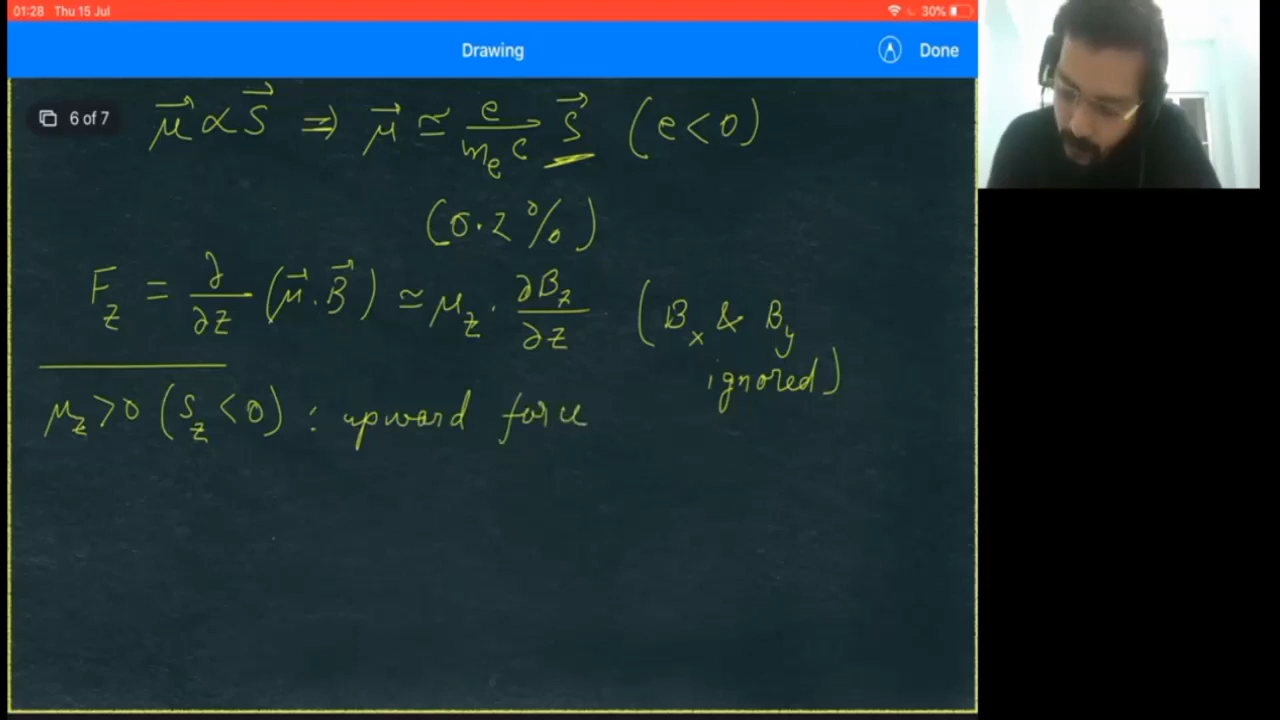 01:28 Thu 15 Jul 30%
Drawing Done
6 of 7
μ⃗ ∝ S⃗ ⇒ μ⃗ ≃ e/(mₑc) S⃗ (e<0)
(0.2%)
F_z = ∂/∂z (μ⃗.B⃗) ≃ μ_z . ∂B_z/∂z (B_x & B_y
ignored)
μ_z>0 (S_z<0) : upward force